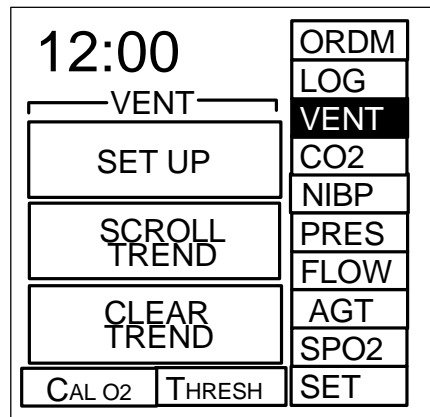 12:00
VENT
SET UP
SCROLL
TREND
CLEAR
TREND
CAL O2
THRESH
ORDM
LOG
VENT
CO2
NIBP
PRES
FLOW
AGT
SPO2
SET